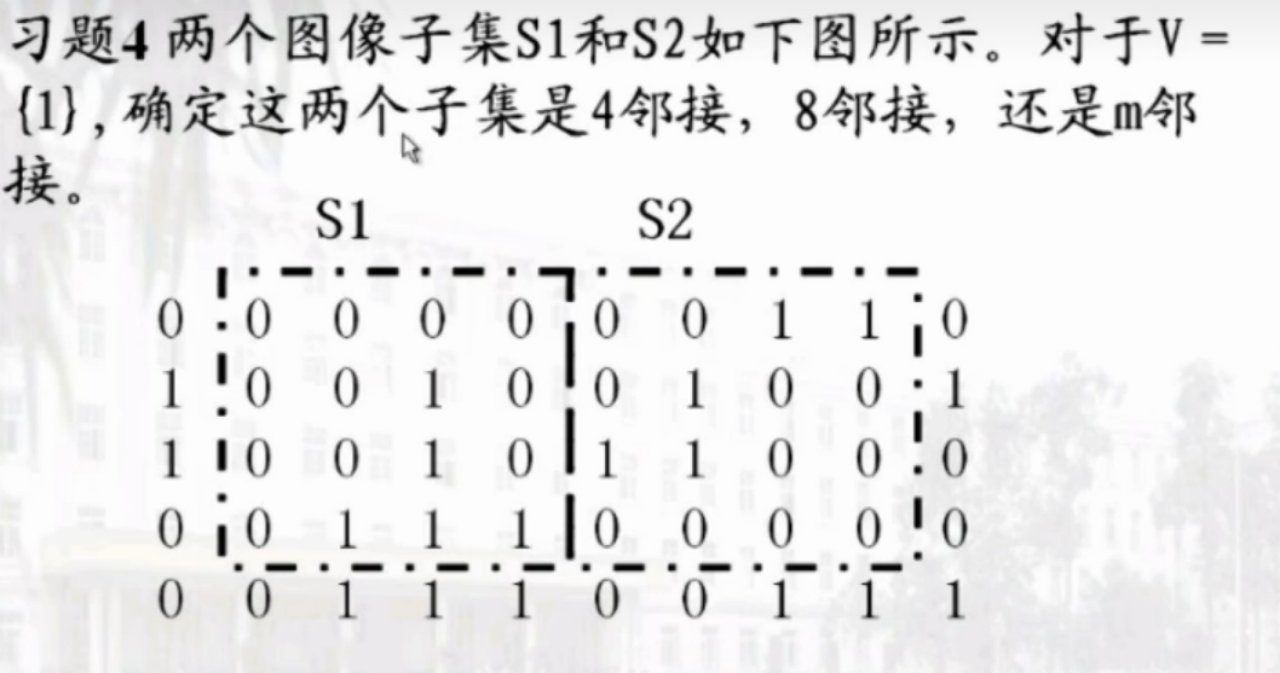 习题4 两个图像子集S1和S2如下图所示。对于V =
{1},确定这两个子集是4邻接，8邻接，还是m邻
接。
S1 S2
0 0 0 0 0 0 0 1 1 0
1 0 0 1 0 0 1 0 0 1
1 0 0 1 0 1 1 0 0 0
0 0 1 1 1 0 0 0 0 0
0 0 1 1 1 0 0 1 1 1